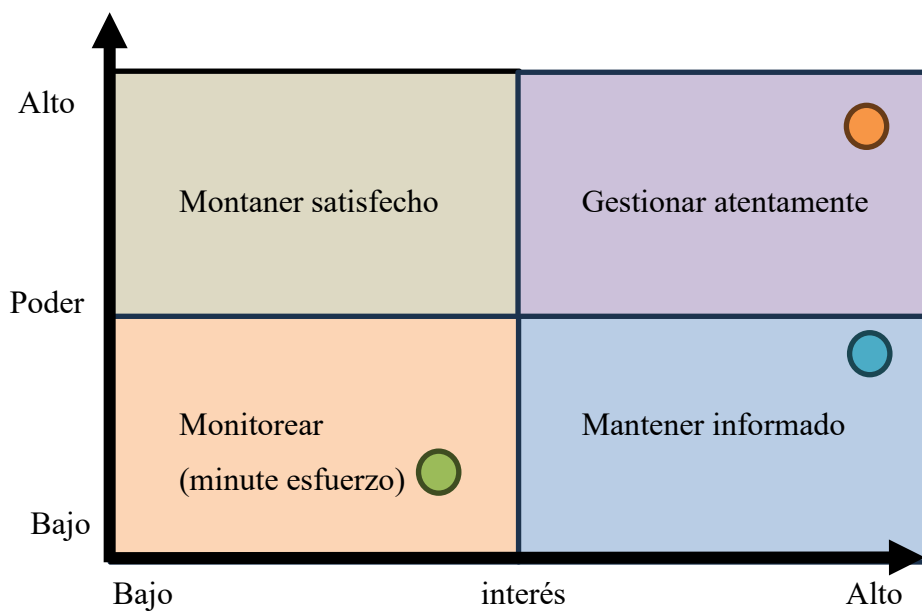 Alto
Montaner satisfecho
Gestionar atentamente
Poder
Monitorear
(minute esfuerzo)
Mantener informado
Bajo
Bajo
interés
Alto